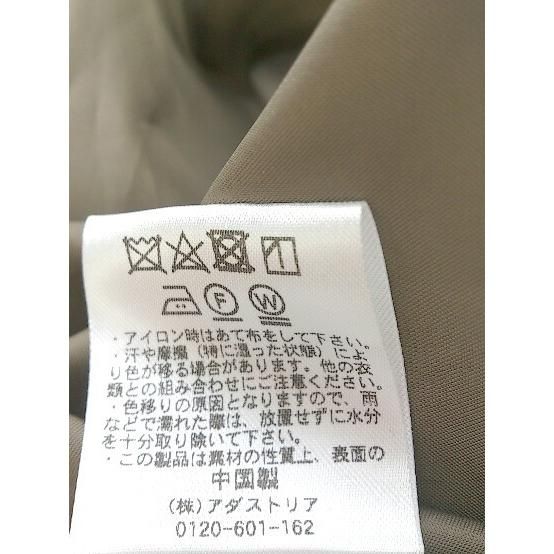 F W
・アイロン時はあて布をして下さい。
・汗や摩擦（特に湿った状態）によ
り色が移る場合があります。他の衣
類との組み合わせにご注意ください。
・色移りの原因となりますので、雨
などで濡れた際は、放置せずに水分
を十分取り除いて下さい。
・この製品は素材の性質上、表面の
中国製
（株）アダストリア
0120-601-162